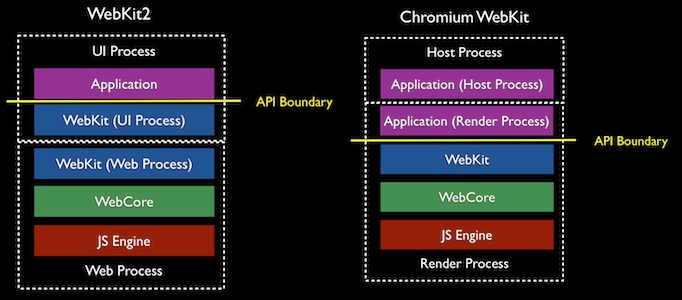 WebKit2
UI Process
Application
API Boundary
WebKit (UI Process)
WebKit (Web Process)
WebCore
JS Engine
Web Process
Chromium WebKit
Host Process
Application (Host Process)
Application (Render Process)
API Boundary
WebKit
WebCore
JS Engine
Render Process